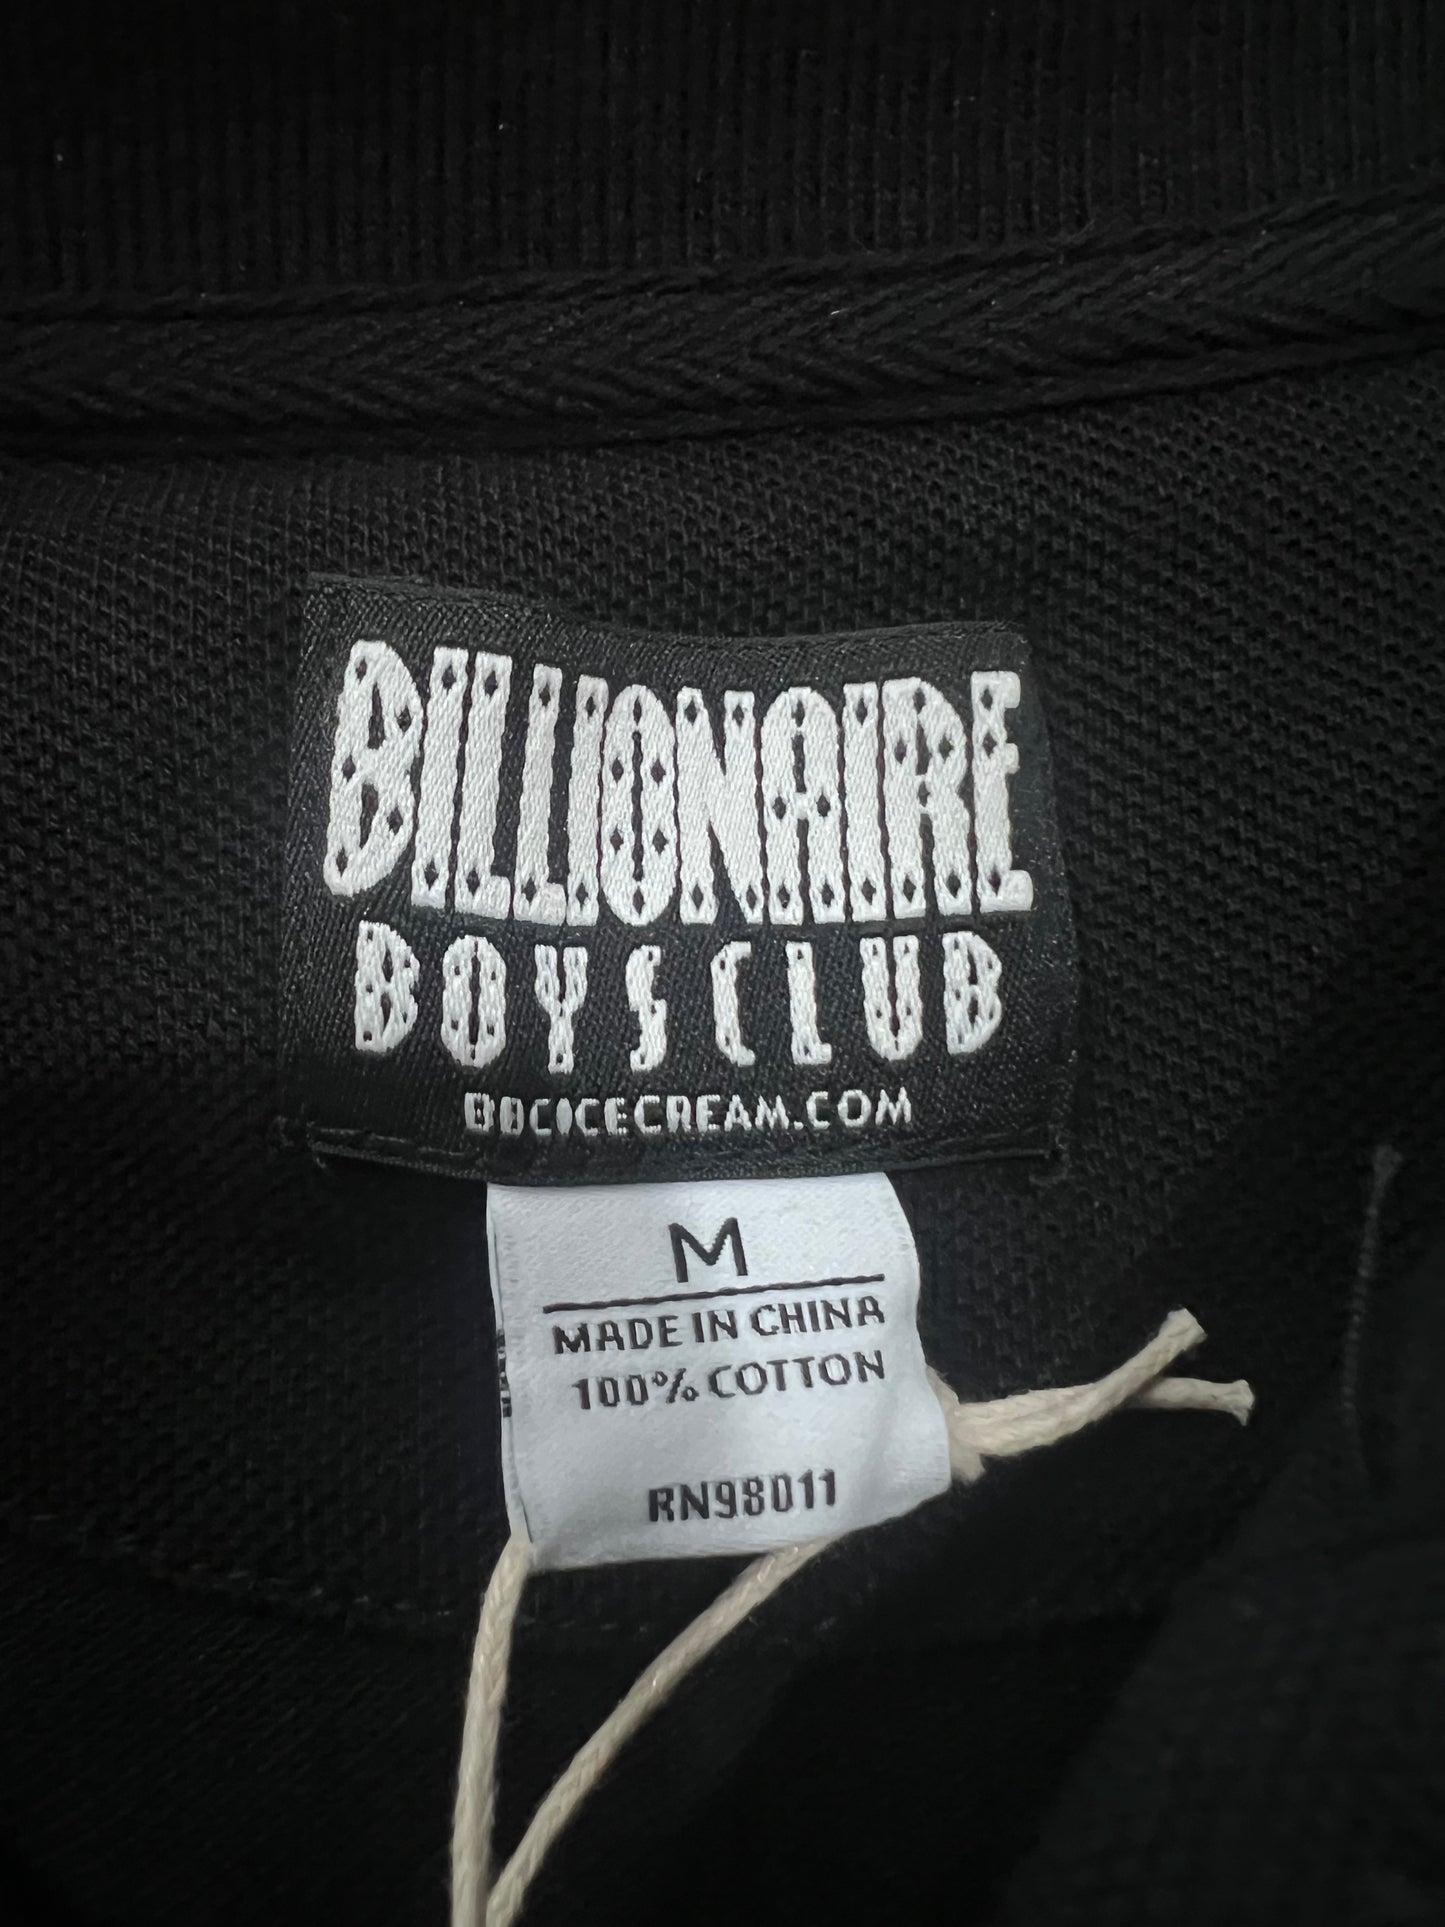 BILLIONAIRE
BOYS CLUB
BBCICECREAM.COM
M
MADE IN CHINA
100% COTTON
RN98011